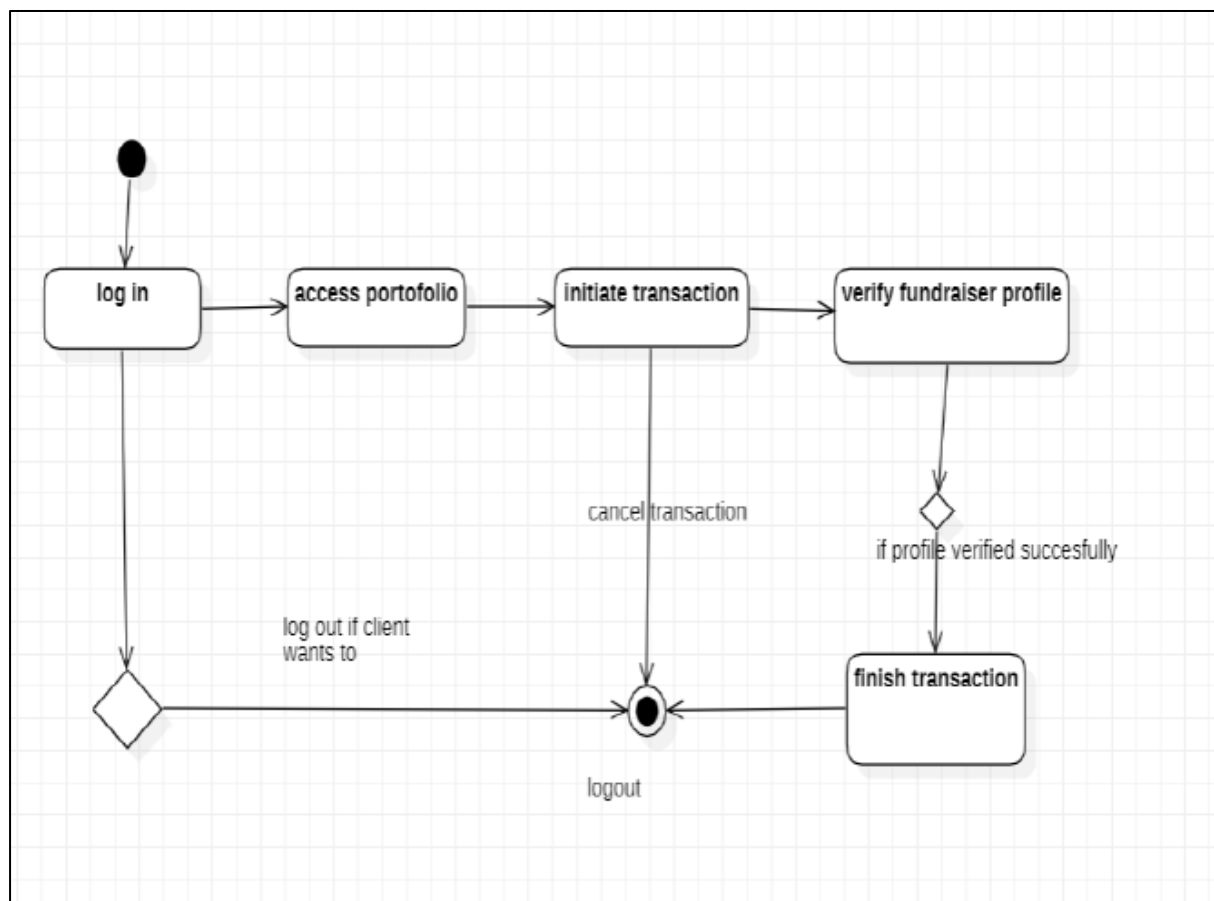 log in
access portofolio
initiate transaction
verify fundraiser profile
cancel transaction
if profile verified succesfully
log out if client
wants to
finish transaction
logout